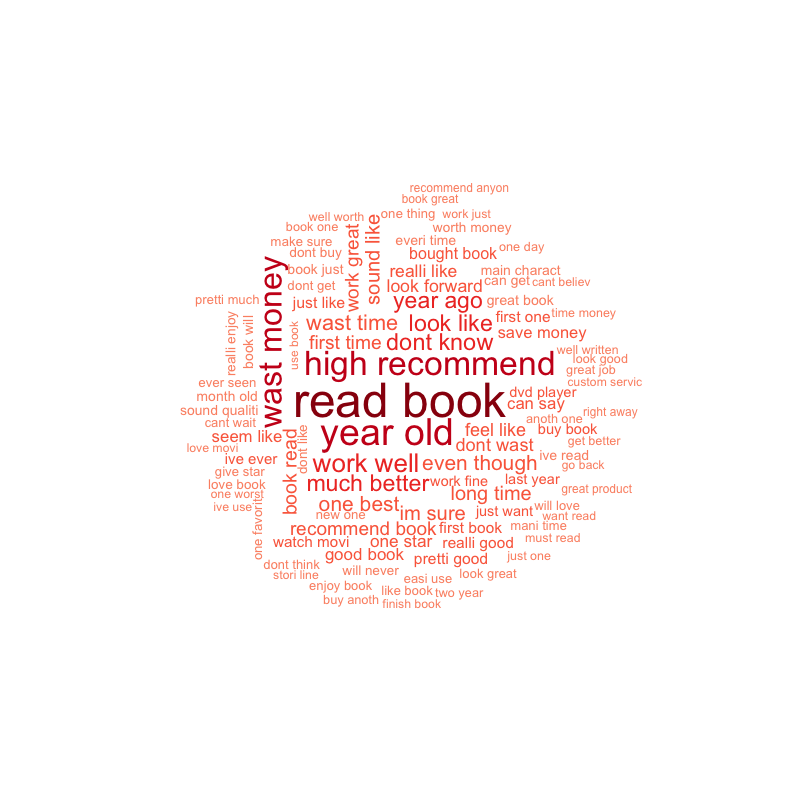 recommend anyon
book great
well worth
one thing
work just
book one
worth money
make sure
work great
sound like
everi time
one day
dont buy
bought book
wast money
book just
realli like
main charact
dont get
look forward
can get
cant believ
pretti much
just like
year ago
great book
realli enjoy
book will
wast time
look like
first one
time money
use book
first time
dont know
save money
high recommend
well written
look good
great job
ever seen
custom servic
month old
read book
dvd player
can say
sound qualiti
right away
cant wait
year old
feel like
anoth one
buy book
seem like
dont like
dont wast
get better
love movi
book read
ive ever
work well
even though
ive read
go back
give star
much better
work fine
last year
love book
long time
great product
one worst
one best
ive use
one favorit
new one
im sure
just want
will love
want read
recommend book
first book
mani time
watch movi
one star
realli good
must read
good book
pretti good
just one
dont think
stori line
will never
easi use
look great
enjoy book
like book
two year
buy anoth
finish book